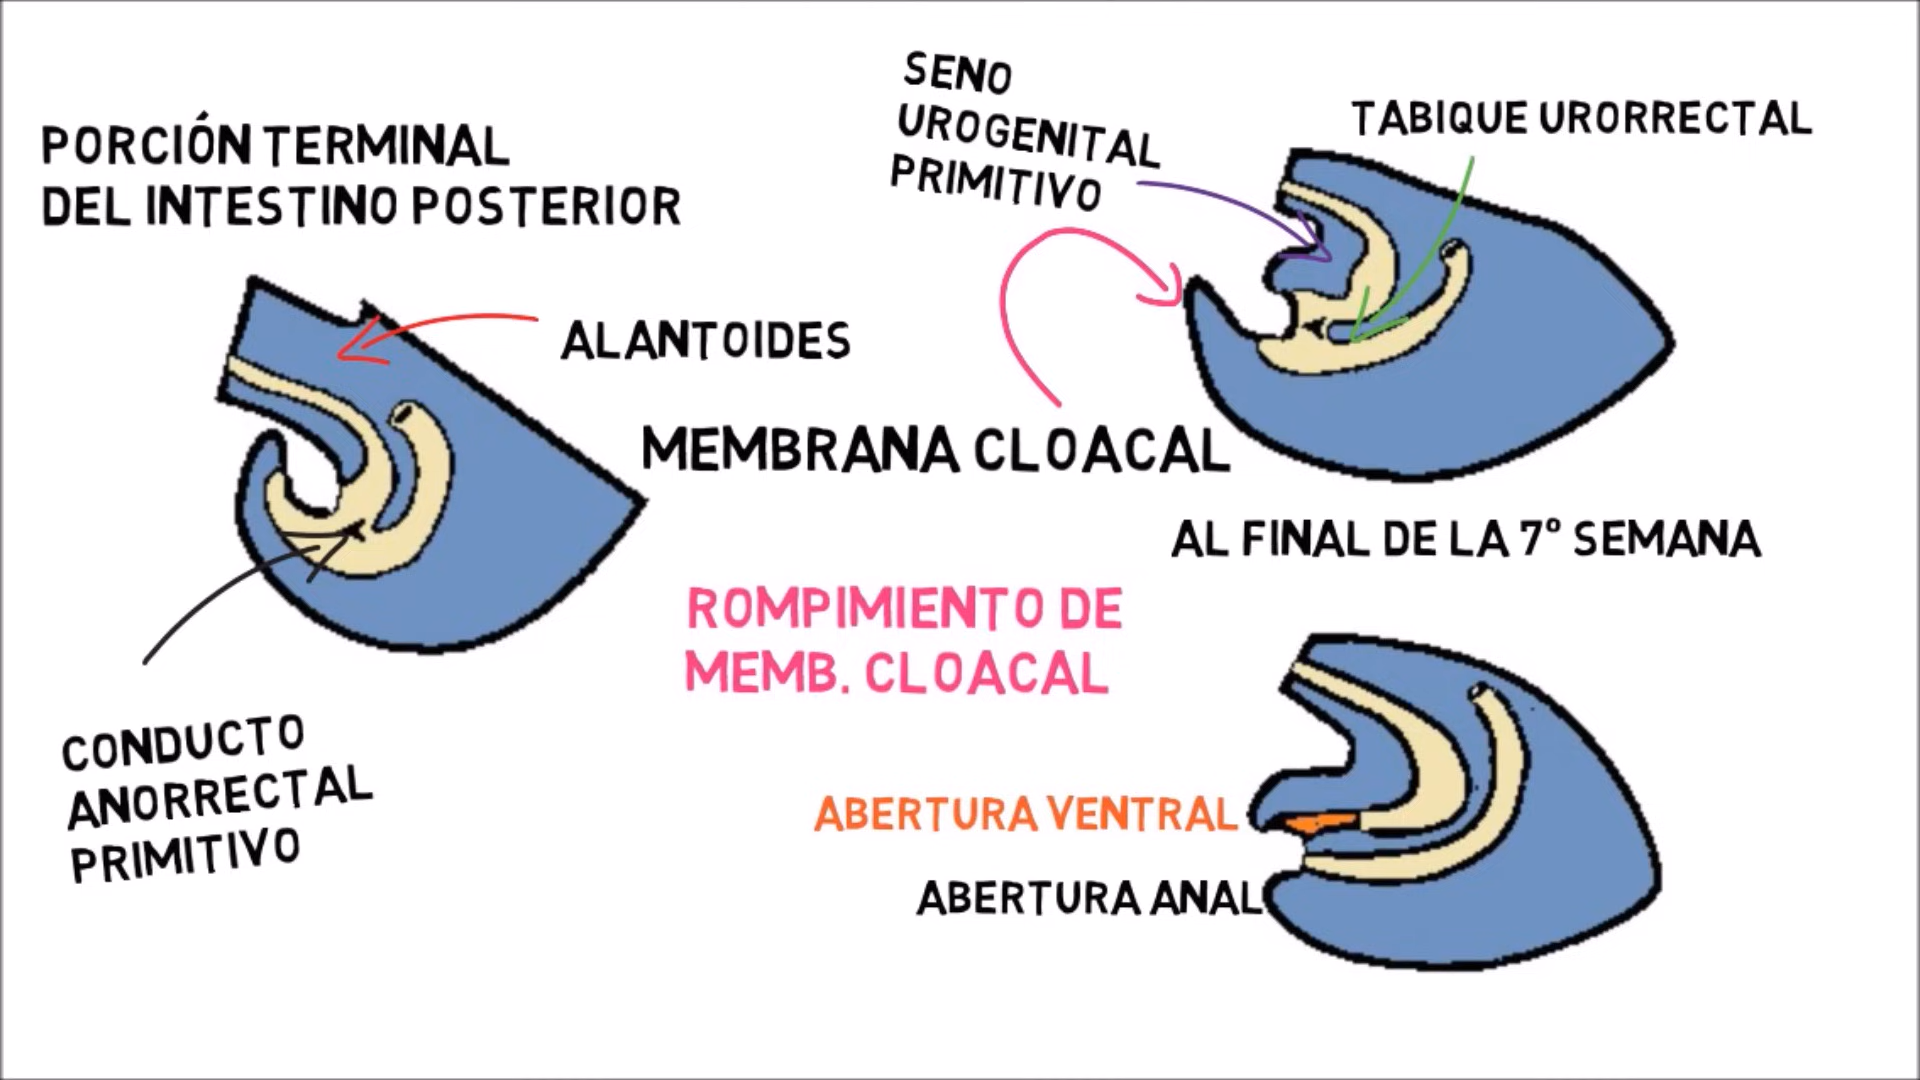 PORCIÓN TERMINAL
DEL INTESTINO POSTERIOR
ALANTOIDES
CONDUCTO
ANORRECTAL
PRIMITIVO
SENO
UROGENITAL
PRIMITIVO
TABIQUE URORRECTAL
MEMBRANA CLOACAL
AL FINAL DE LA 7° SEMANA
ROMPIMIENTO DE
MEMB. CLOACAL
ABERTURA VENTRAL
ABERTURA ANAL